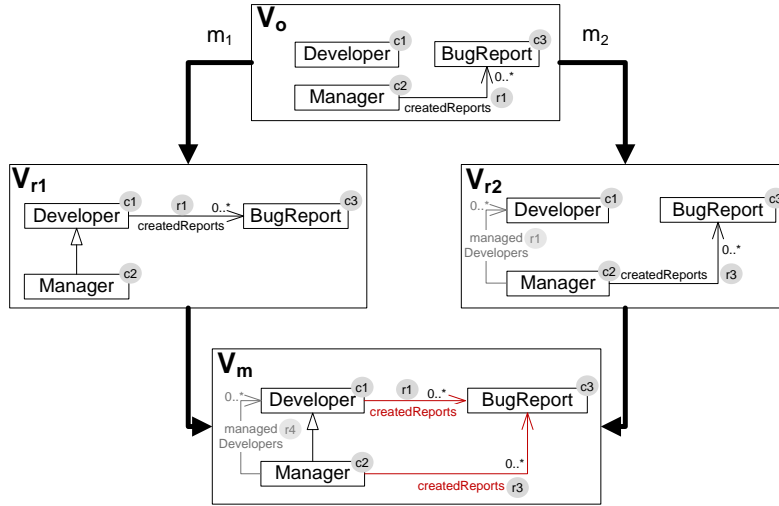 m1
Vo
m2
Developer c1
BugReport c3
Manager c2
0..*
createdReports r1
Vr1
Developer c1
r1
0..*
BugReport c3
createdReports
Manager c2
Vr2
0..*
Developer c1
BugReport c3
managed r1
Developers
0..*
Manager c2
createdReports
r3
Vm
0..*
Developer c1
r1
0..*
BugReport c3
createdReports
managed r4
Developers
Manager c2
0..*
createdReports r3